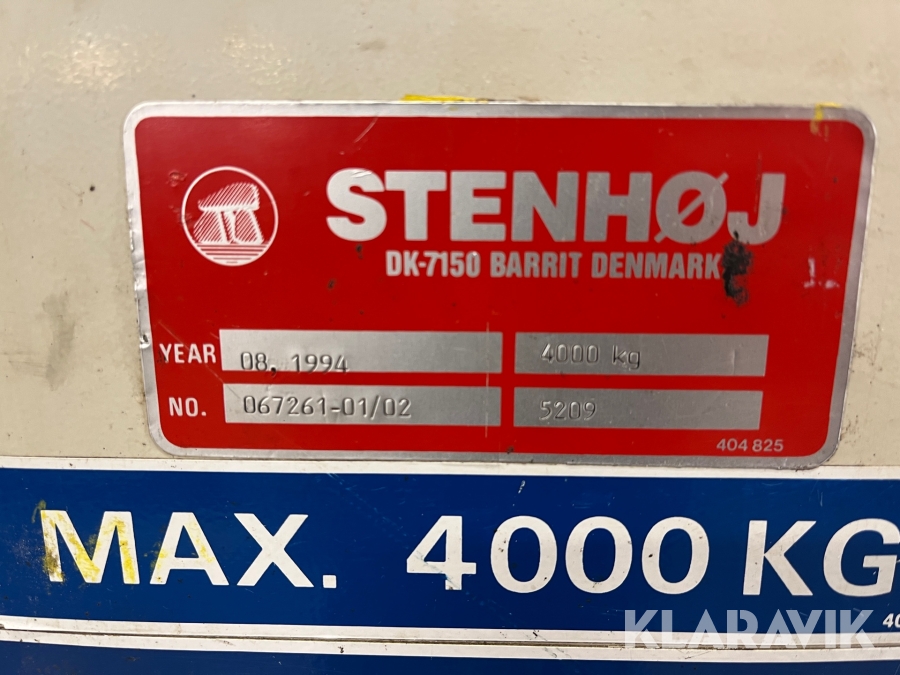 STENHØJ
DK-7150 BARRIT DENMARK
YEAR 08, 1994 4000 kg
NO. 067261-01/02 5209
404 825
MAX. 4000 KG
40
KLARAVIK